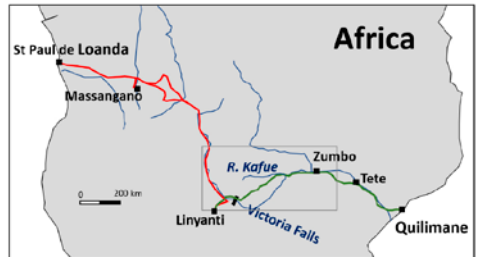 Africa
St Paul de Loanda
Massangano
Zumbo
R. Kafue
Tete
0 200 km
Linyanti
Victoria Falls
Quilimane